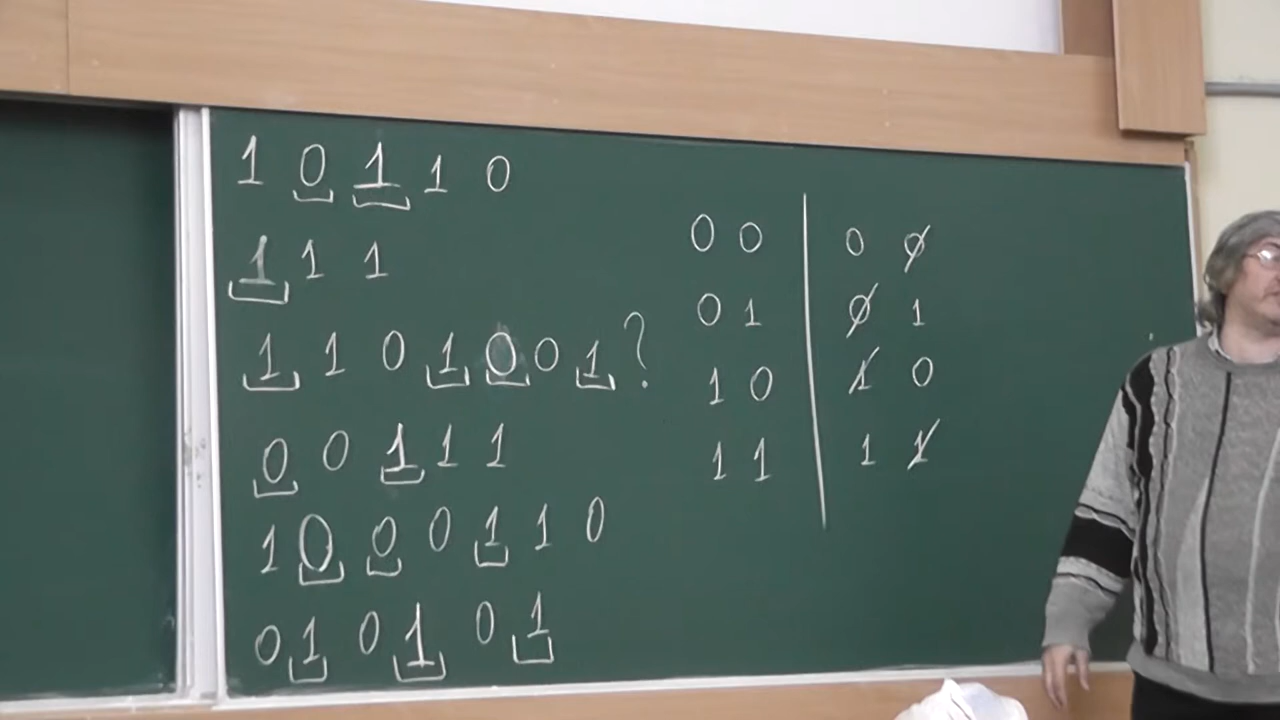 1 0 1 1 0
1 1 1
1 1 0 1 0 0 1 ?
0 0 1 1 1
1 0 0 0 1 1 0
0 1 0 1 0 1
0 0 | 0 0
0 1 | 0 1
1 0 | 1 0
1 1 | 1 1